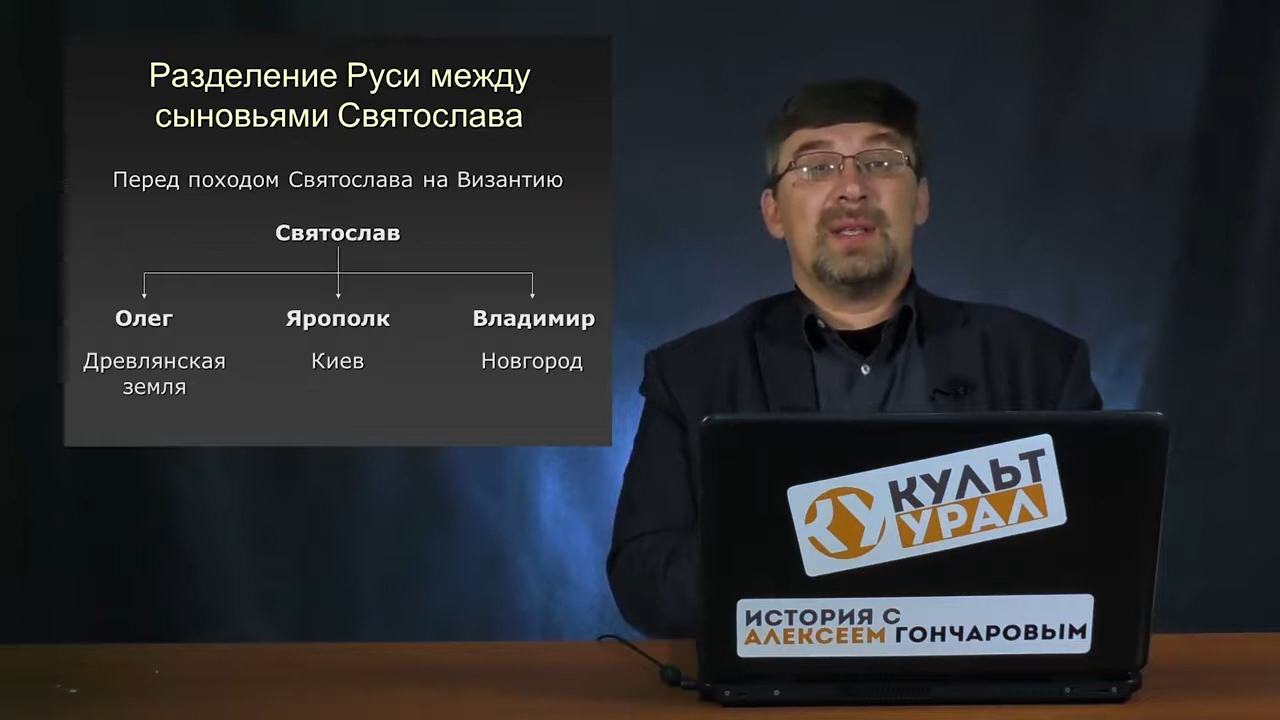 Разделение Руси между
сыновьями Святослава
Перед походом Святослава на Византию
Святослав
Олег Ярополк Владимир
Древлянская Киев Новгород
земля
КУ КУЛЬТ
УРАЛ
ИСТОРИЯ С
АЛЕКСЕЕМ ГОНЧАРОВЫМ